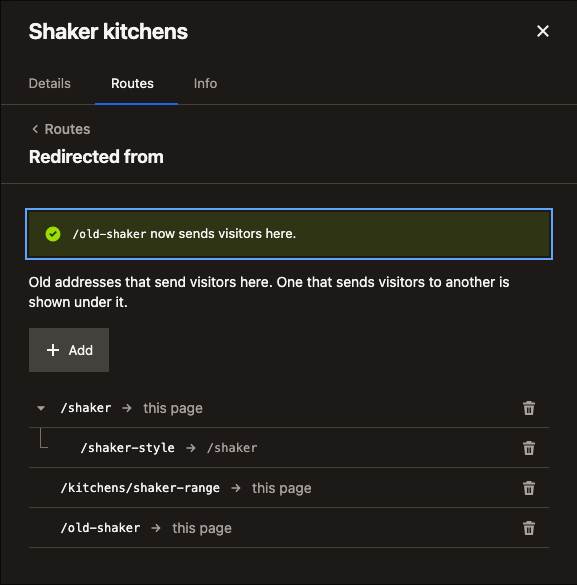 Shaker kitchens
Details
Routes
Info
Routes
Redirected from
/old-shaker now sends visitors here.
Old addresses that send visitors here. One that sends visitors to another is
shown under it.
Add
/shaker → this page
/shaker-style → /shaker
/kitchens/shaker-range → this page
/old-shaker → this page